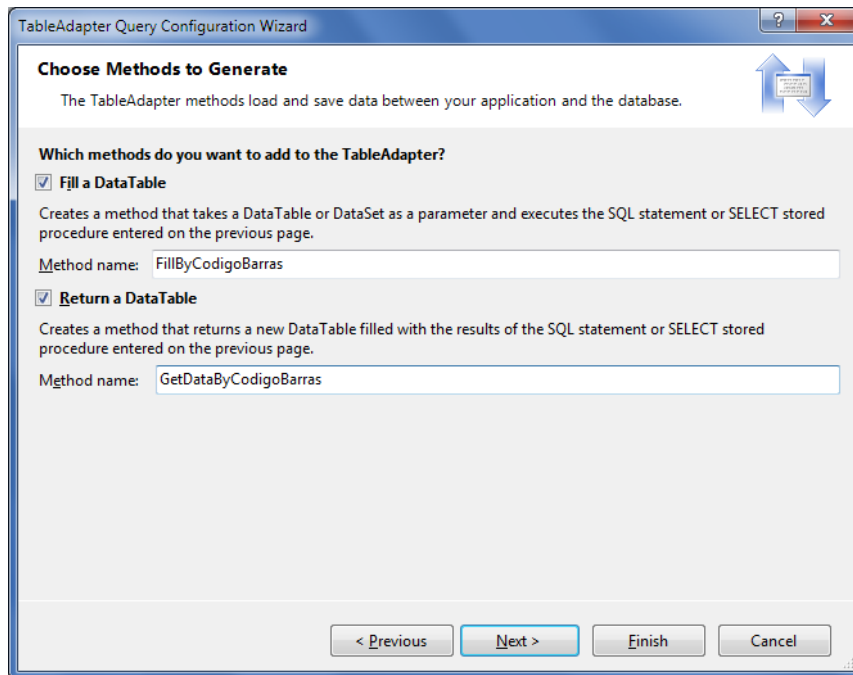 TableAdapter Query Configuration Wizard
?
Choose Methods to Generate
The TableAdapter methods load and save data between your application and the database.
Which methods do you want to add to the TableAdapter?
Fill a DataTable
Creates a method that takes a DataTable or DataSet as a parameter and executes the SQL statement or SELECT stored
procedure entered on the previous page.
Method name: FillByCodigoBarras
Return a DataTable
Creates a method that returns a new DataTable filled with the results of the SQL statement or SELECT stored
procedure entered on the previous page.
Method name: GetDataByCodigoBarras
< Previous Next > Finish Cancel